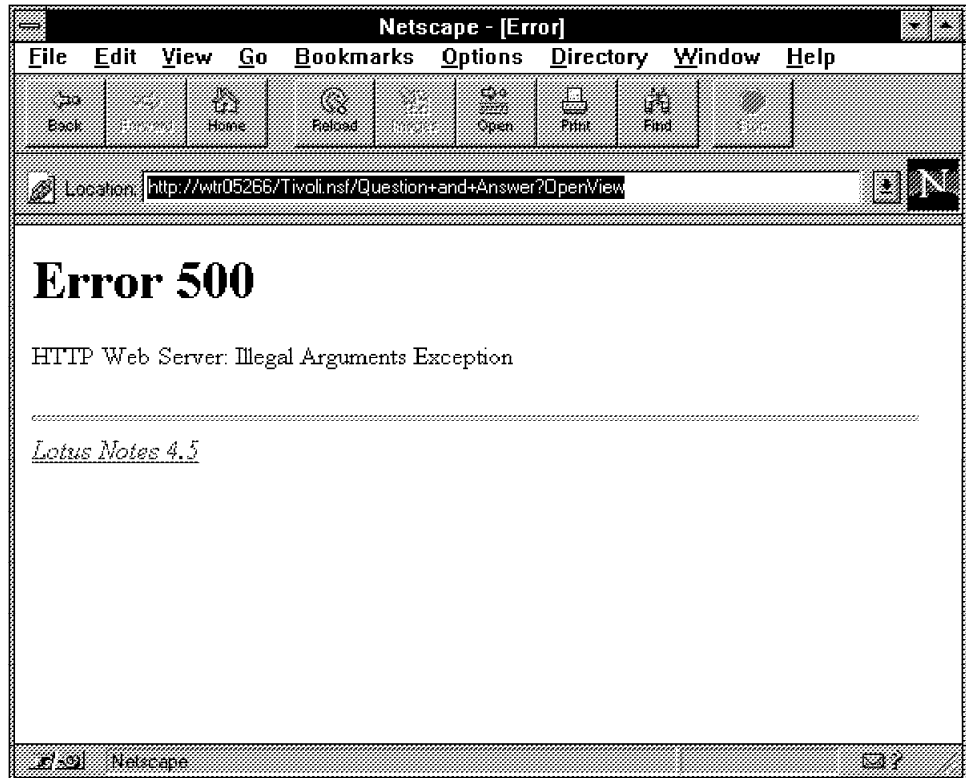 Netscape - [Error]
File Edit View Go Bookmarks Options Directory Window Help
Back Forward Home Reload Open Print Find Stop
Location: http://wtr05266/Tivoli.nsf/Question+and+Answer?OpenView
N
Error 500
HTTP Web Server: Illegal Arguments Exception
Lotus Notes 4.5
Netscape
?